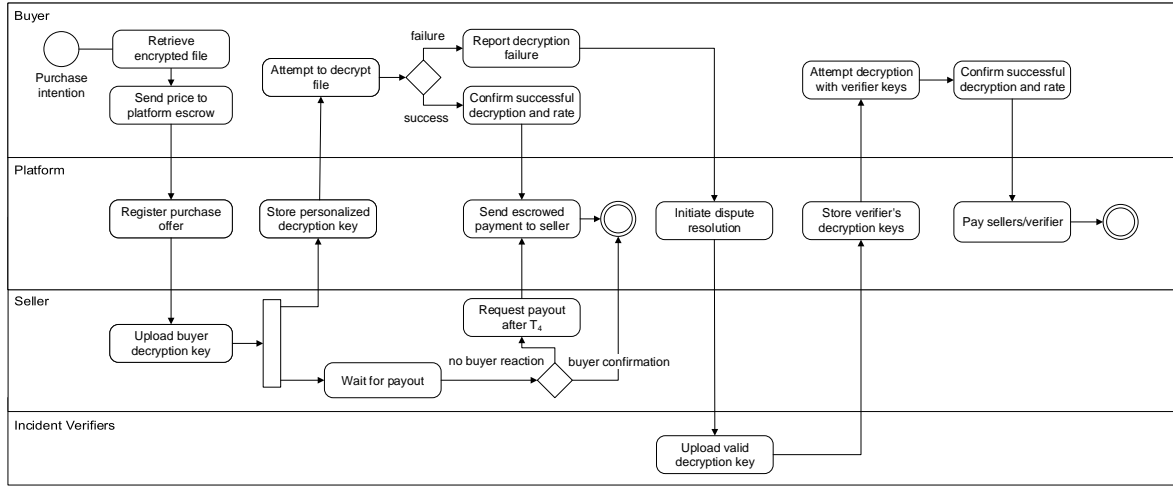 Buyer
Purchase
intention
Retrieve
encrypted file
Send price to
platform escrow
Attempt to decrypt
file
failure
success
Report decryption
failure
Confirm successful
decryption and rate
Attempt decryption
with verifier keys
Confirm successful
decryption and rate
Platform
Register purchase
offer
Store personalized
decryption key
Send escrowed
payment to seller
Initiate dispute
resolution
Store verifier's
decryption keys
Pay sellers/verifier
Seller
Upload buyer
decryption key
Wait for payout
Request payout
after T₄
no buyer reaction
buyer confirmation
Incident Verifiers
Upload valid
decryption key